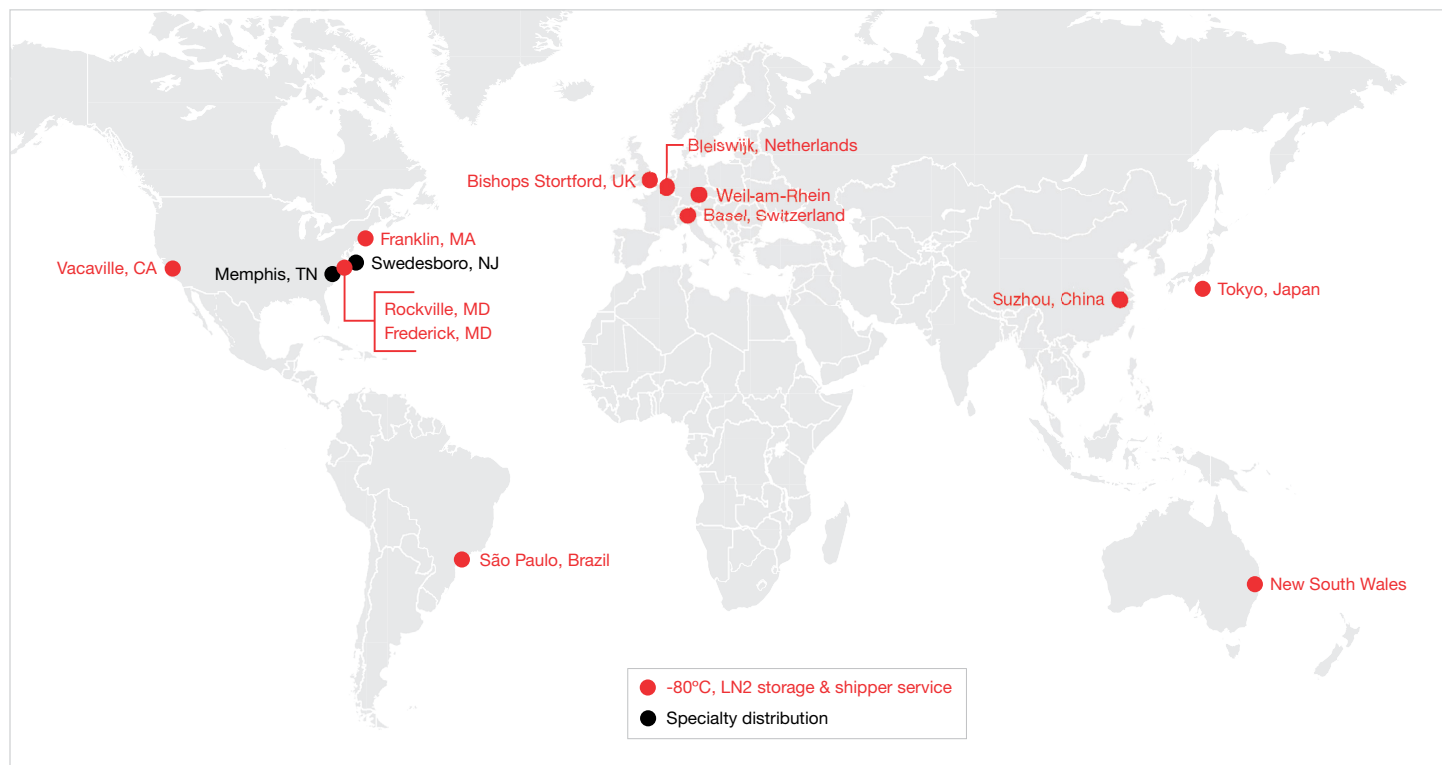 Bleiswijk, Netherlands
Bishops Stortford, UK
Weil-am-Rhein
Basel, Switzerland
Franklin, MA
Swedesboro, NJ
Vacaville, CA
Memphis, TN
Rockville, MD
Frederick, MD
Suzhou, China
Tokyo, Japan
São Paulo, Brazil
New South Wales
-80ºC, LN2 storage & shipper service
Specialty distribution